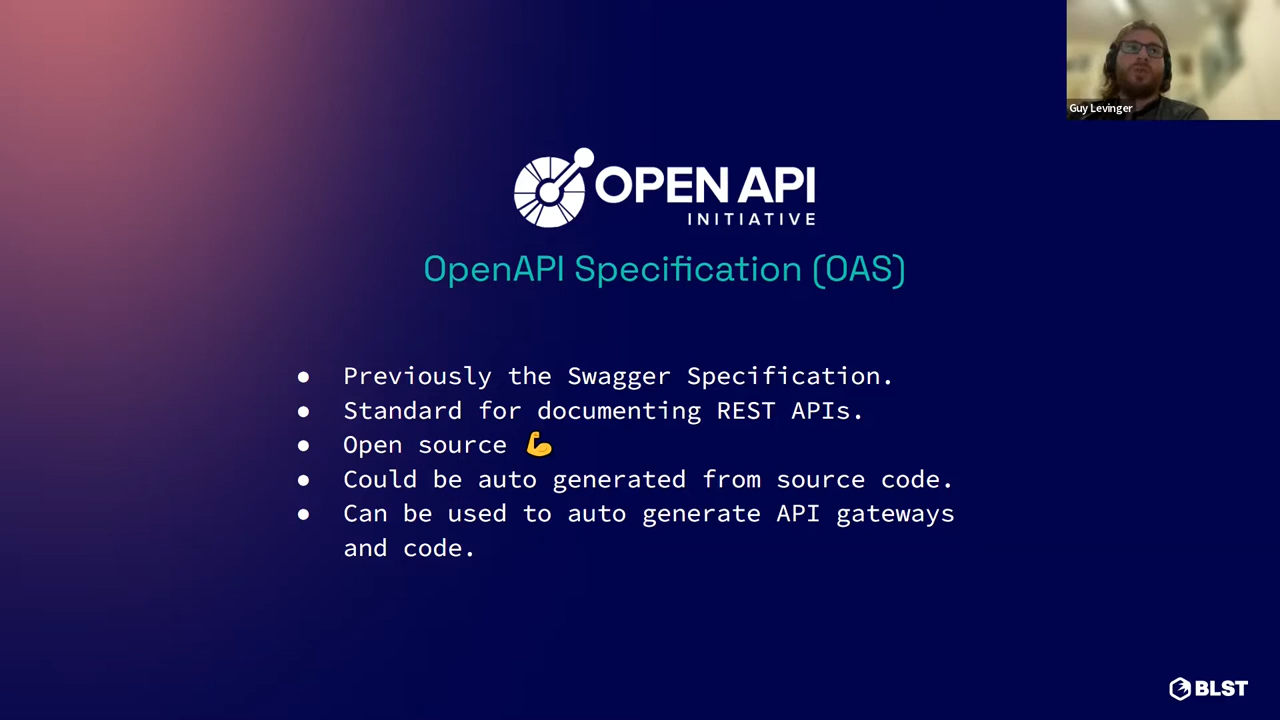 Guy Levinger
OPEN API
INITIATIVE
OpenAPI Specification (OAS)
● Previously the Swagger Specification.
● Standard for documenting REST APIs.
● Open source 💪
● Could be auto generated from source code.
● Can be used to auto generate API gateways
and code.
BLST